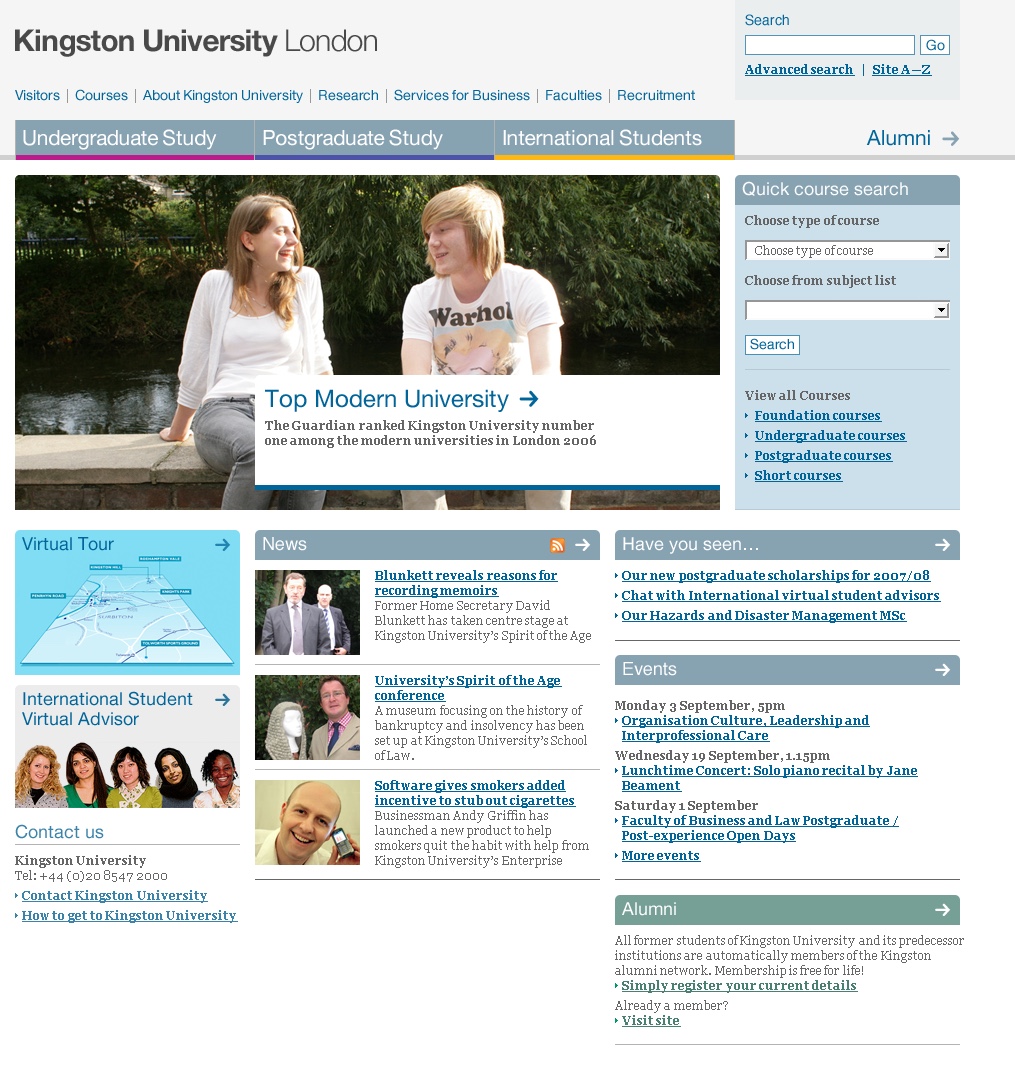 Kingston University London
Search
Go
Advanced search | Site A–Z
Visitors | Courses | About Kingston University | Research | Services for Business | Faculties | Recruitment
Undergraduate Study
Postgraduate Study
International Students
Alumni
Warhol
Top Modern University
The Guardian ranked Kingston University number
one among the modern universities in London 2006
Quick course search
Choose type of course
Choose type of course
Choose from subject list
Search
View all Courses
Foundation courses
Undergraduate courses
Postgraduate courses
Short courses
Virtual Tour
ROEHAMPTON VALE
KINGSTON HILL
KNIGHTS PARK
PENRHYN ROAD
SURBITON
TOLWORTH SPORTS GROUND
International Student
Virtual Advisor
Contact us
Kingston University
Tel: +44 (0)20 8547 2000
Contact Kingston University
How to get to Kingston University
News
Blunkett reveals reasons for
recording memoirs
Former Home Secretary David
Blunkett has taken centre stage at
Kingston University's Spirit of the Age
University's Spirit of the Age
conference
A museum focusing on the history of
bankruptcy and insolvency has been
set up at Kingston University's School
of Law.
Software gives smokers added
incentive to stub out cigarettes
Businessman Andy Griffin has
launched a new product to help
smokers quit the habit with help from
Kingston University's Enterprise
Have you seen...
Our new postgraduate scholarships for 2007/08
Chat with International virtual student advisors
Our Hazards and Disaster Management MSc
Events
Monday 3 September, 5pm
Organisation Culture, Leadership and
Interprofessional Care
Wednesday 19 September, 1.15pm
Lunchtime Concert: Solo piano recital by Jane
Beament
Saturday 1 September
Faculty of Business and Law Postgraduate /
Post-experience Open Days
More events
Alumni
All former students of Kingston University and its predecessor
institutions are automatically members of the Kingston
alumni network. Membership is free for life!
Simply register your current details
Already a member?
Visit site